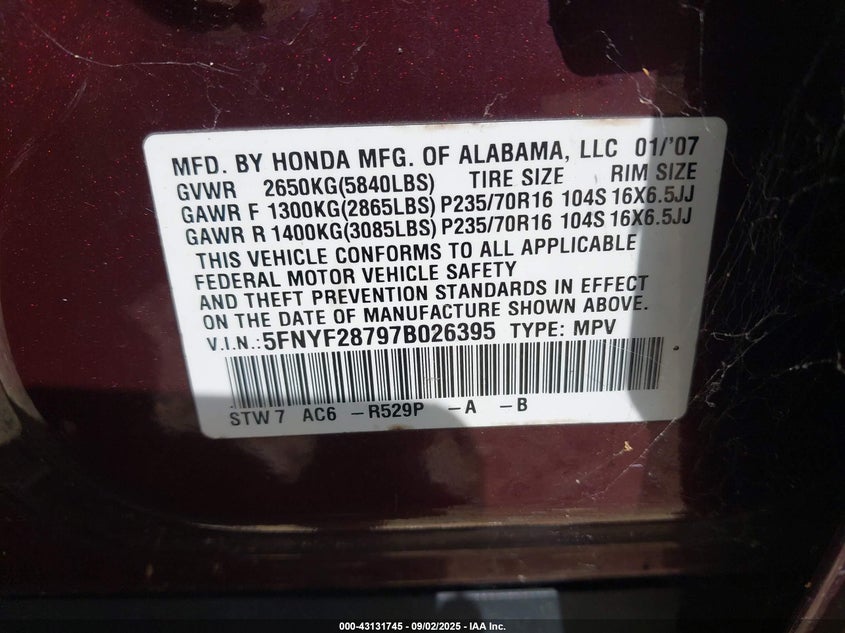 MFD. BY HONDA MFG. OF ALABAMA, LLC 01/'07
GVWR 2650KG(5840LBS) TIRE SIZE RIM SIZE
GAWR F 1300KG(2865LBS) P235/70R16 104S 16X6.5JJ
GAWR R 1400KG(3085LBS) P235/70R16 104S 16X6.5JJ
THIS VEHICLE CONFORMS TO ALL APPLICABLE
FEDERAL MOTOR VEHICLE SAFETY
AND THEFT PREVENTION STANDARDS IN EFFECT
ON THE DATE OF MANUFACTURE SHOWN ABOVE.
V.I.N.:5FNYF28797B026395 TYPE: MPV
STW7 AC6 -R529P -A -B
000-43131745 - 09/02/2025 - IAA Inc.